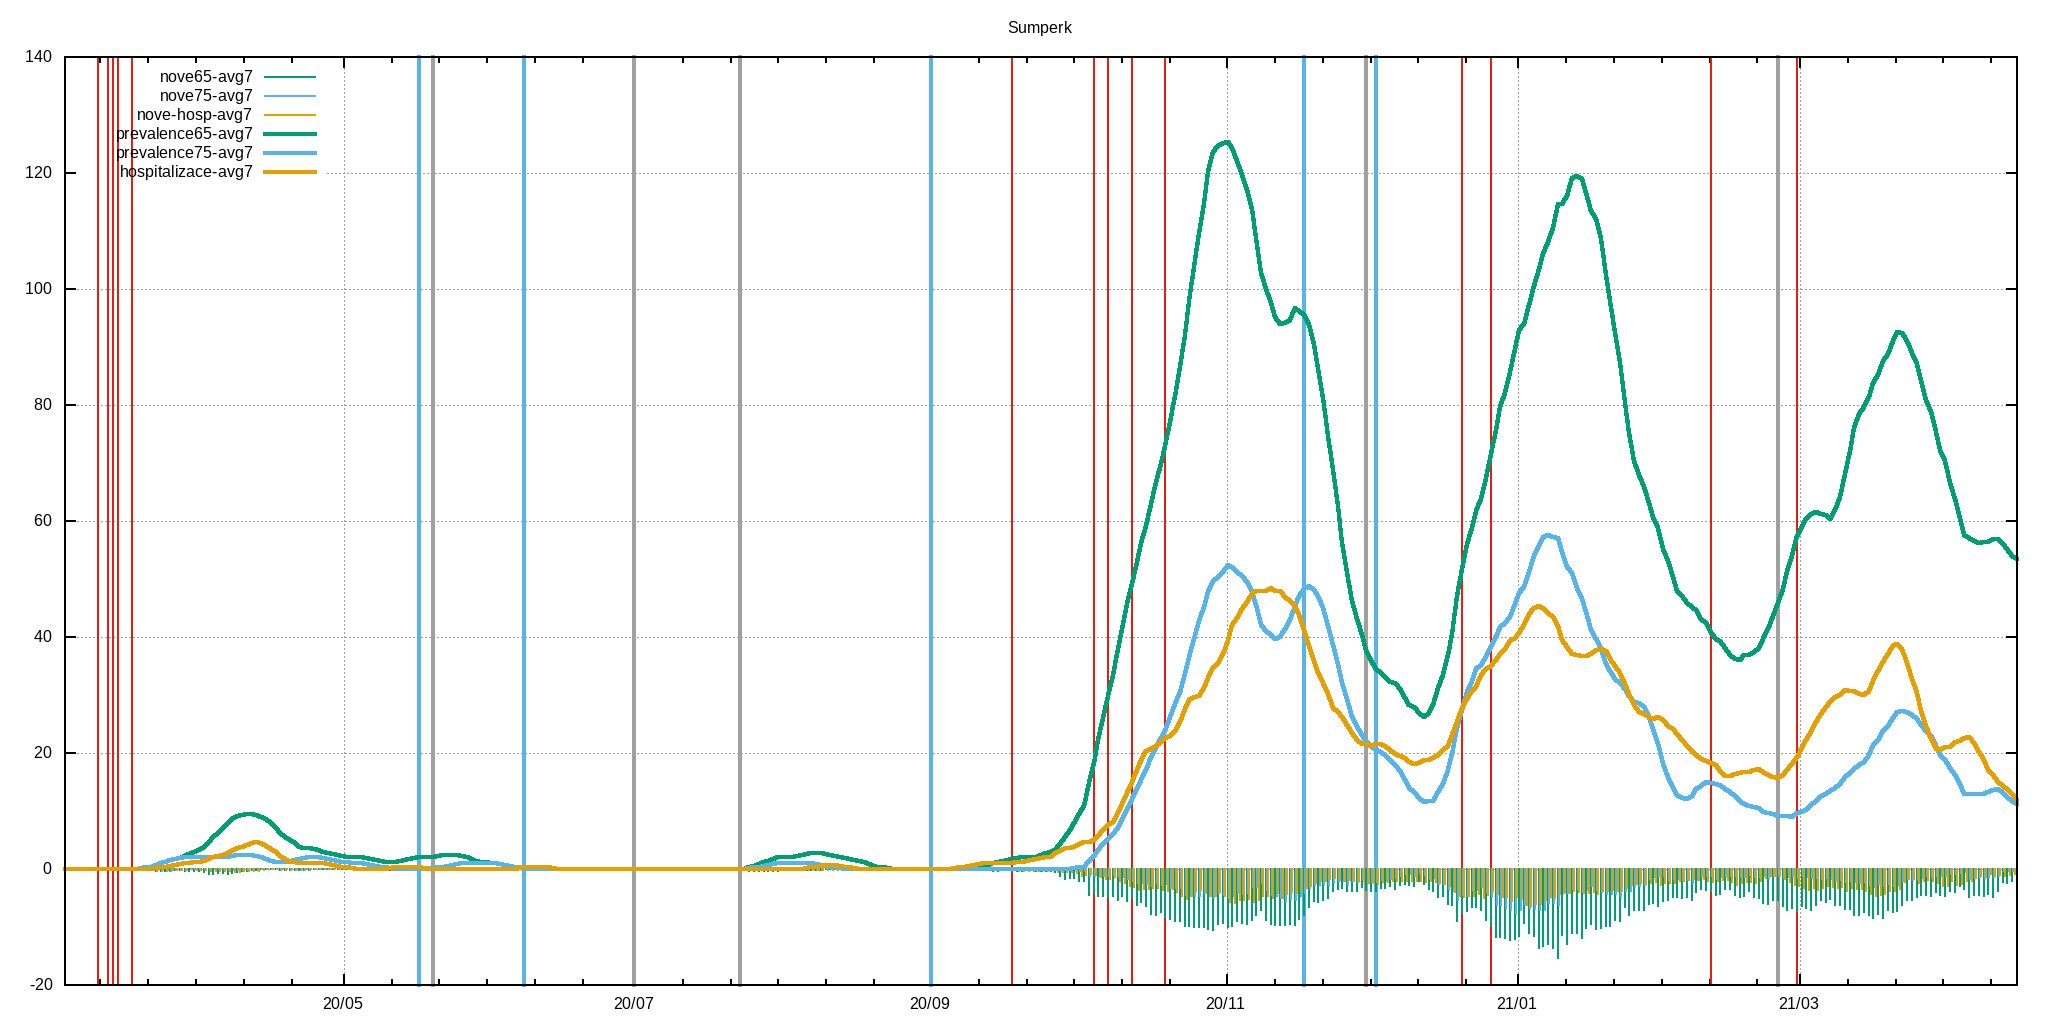 Sumperk
140
120
100
80
60
40
20
0
-20
nove65-avg7
nove75-avg7
nove-hosp-avg7
prevalence65-avg7
prevalence75-avg7
hospitalizace-avg7
20/05
20/07
20/09
20/11
21/01
21/03